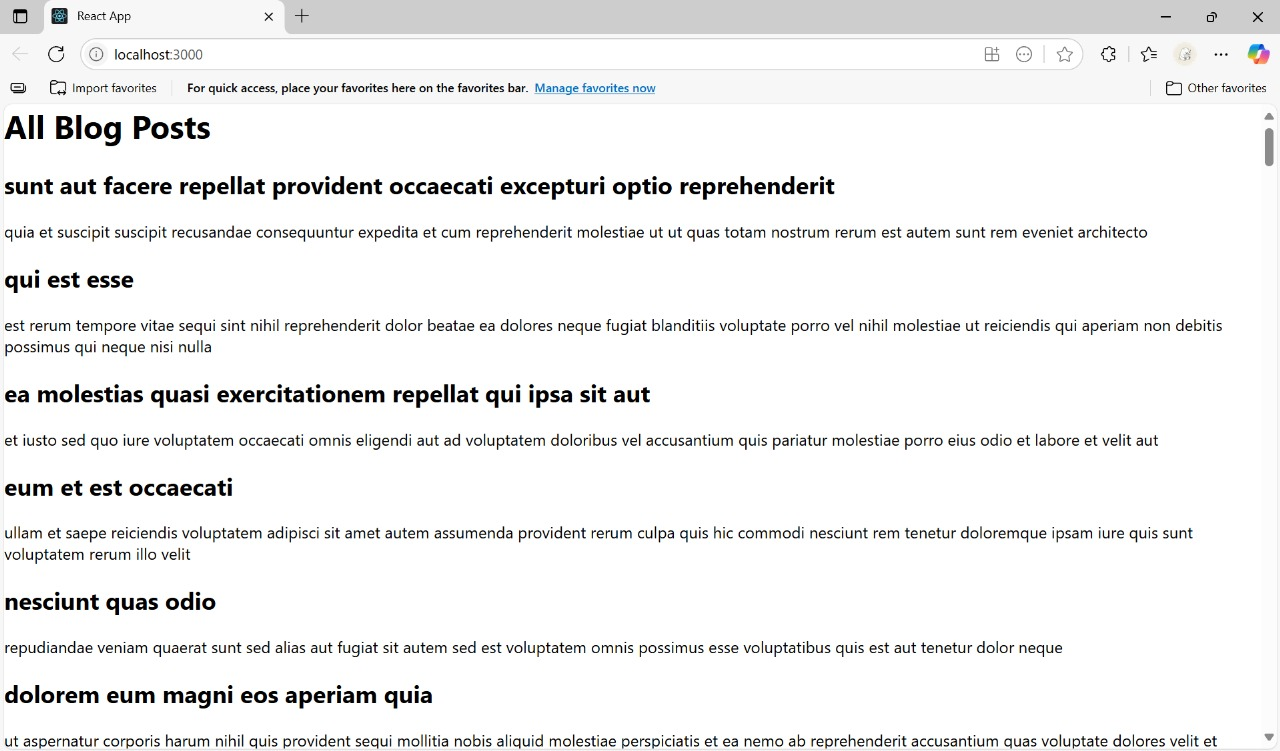 React App
localhost:3000
Import favorites
For quick access, place your favorites here on the favorites bar. Manage favorites now
Other favorites
All Blog Posts
sunt aut facere repellat provident occaecati excepturi optio reprehenderit
quia et suscipit suscipit recusandae consequuntur expedita et cum reprehenderit molestiae ut ut quas totam nostrum rerum est autem sunt rem eveniet architecto
qui est esse
est rerum tempore vitae sequi sint nihil reprehenderit dolor beatae ea dolores neque fugiat blanditiis voluptate porro vel nihil molestiae ut reiciendis qui aperiam non debitis
possimus qui neque nisi nulla
ea molestias quasi exercitationem repellat qui ipsa sit aut
et iusto sed quo iure voluptatem occaecati omnis eligendi aut ad voluptatem doloribus vel accusantium quis pariatur molestiae porro eius odio et labore et velit aut
eum et est occaecati
ullam et saepe reiciendis voluptatem adipisci sit amet autem assumenda provident rerum culpa quis hic commodi nesciunt rem tenetur doloremque ipsam iure quis sunt
voluptatem rerum illo velit
nesciunt quas odio
repudiandae veniam quaerat sunt sed alias aut fugiat sit autem sed est voluptatem omnis possimus esse voluptatibus quis est aut tenetur dolor neque
dolorem eum magni eos aperiam quia
ut aspernatur corporis harum nihil quis provident sequi mollitia nobis aliquid molestiae perspiciatis et ea nemo ab reprehenderit accusantium quas voluptate dolores velit et